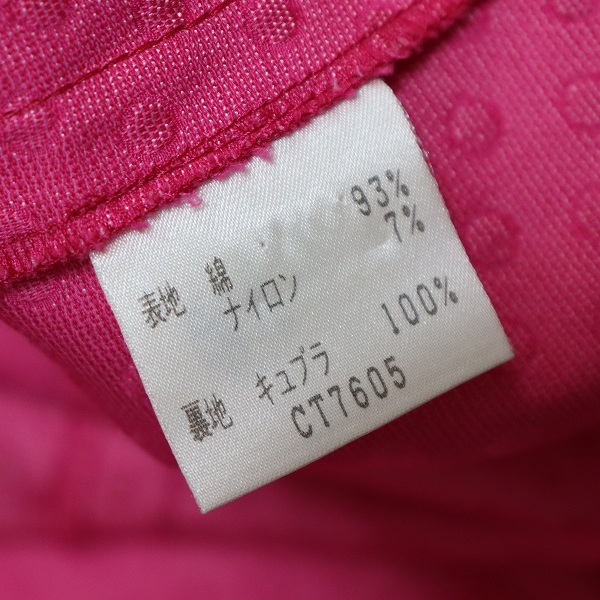 表地 綿 93%
ナイロン 7%
裏地 キュプラ 100%
CT7605